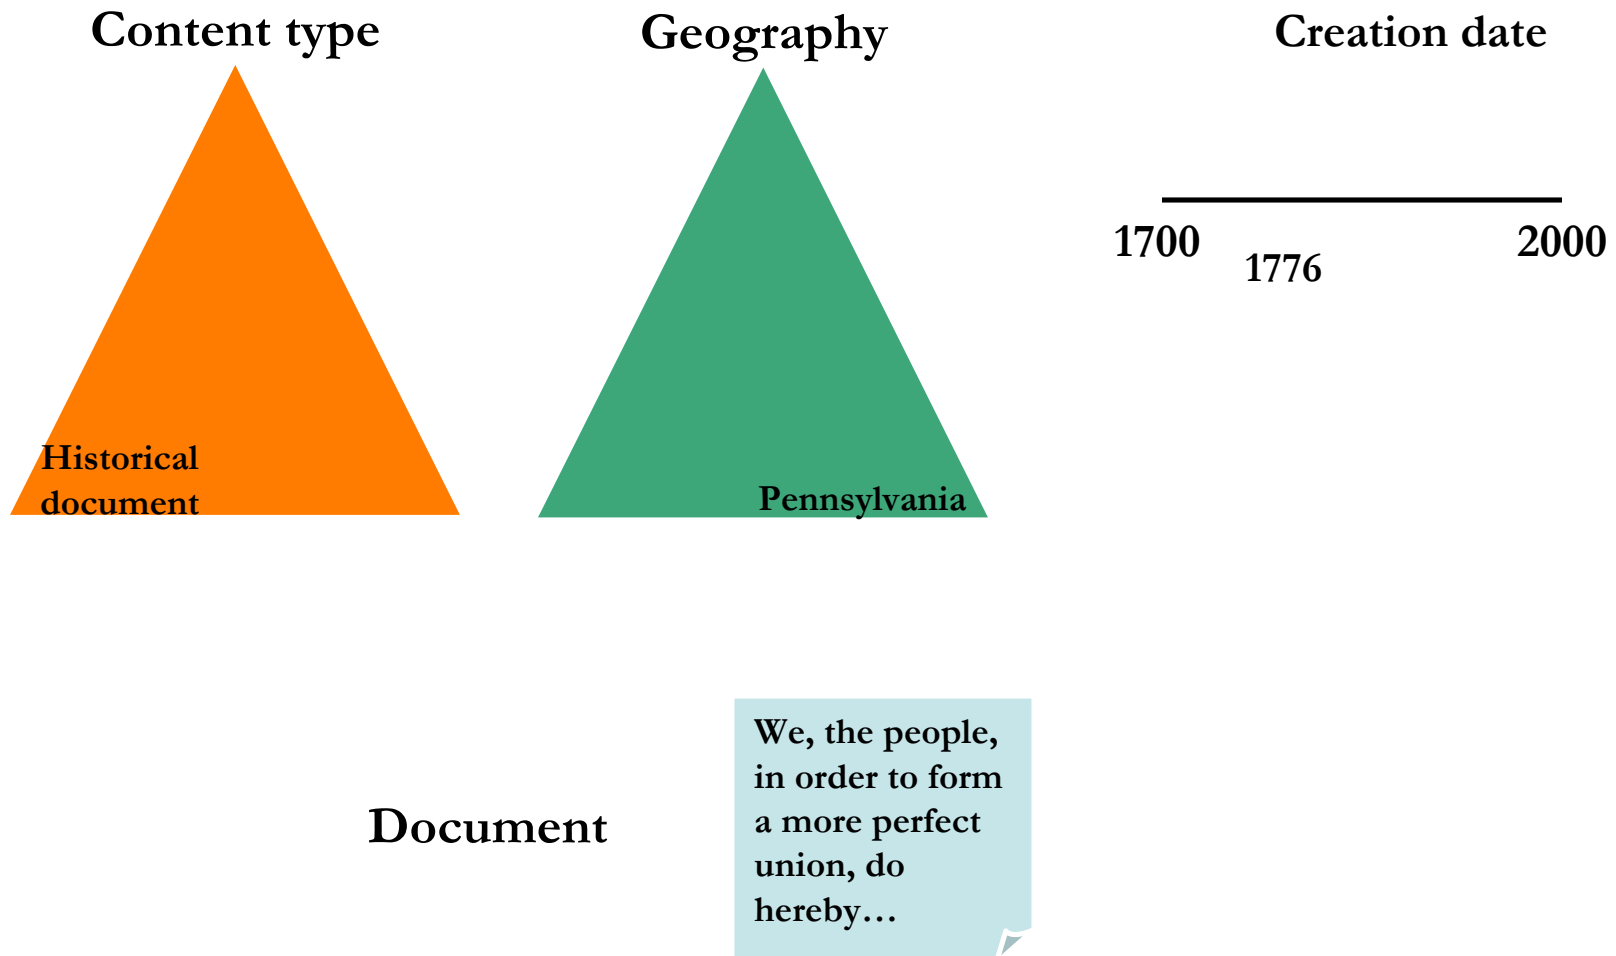 Content type
Geography
Creation date
1700
2000
1776
Historical
document
Pennsylvania
Document
We, the people,
in order to form
a more perfect
union, do
hereby…